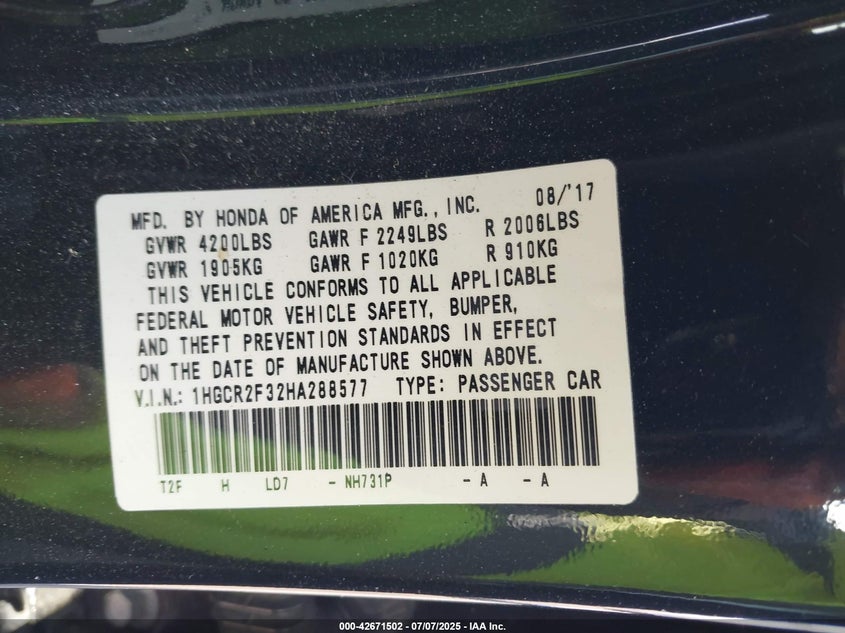 MFD. BY HONDA OF AMERICA MFG., INC. 08/'17
GVWR 4200LBS GAWR F 2249LBS R 2006LBS
GVWR 1905KG GAWR F 1020KG R 910KG
THIS VEHICLE CONFORMS TO ALL APPLICABLE
FEDERAL MOTOR VEHICLE SAFETY, BUMPER,
AND THEFT PREVENTION STANDARDS IN EFFECT
ON THE DATE OF MANUFACTURE SHOWN ABOVE.
V.I.N.: 1HGCR2F32HA288577 TYPE: PASSENGER CAR
T2F H LD7 - NH731P - A - A
000-42671502 / 07/07/2025 - IAA Inc.